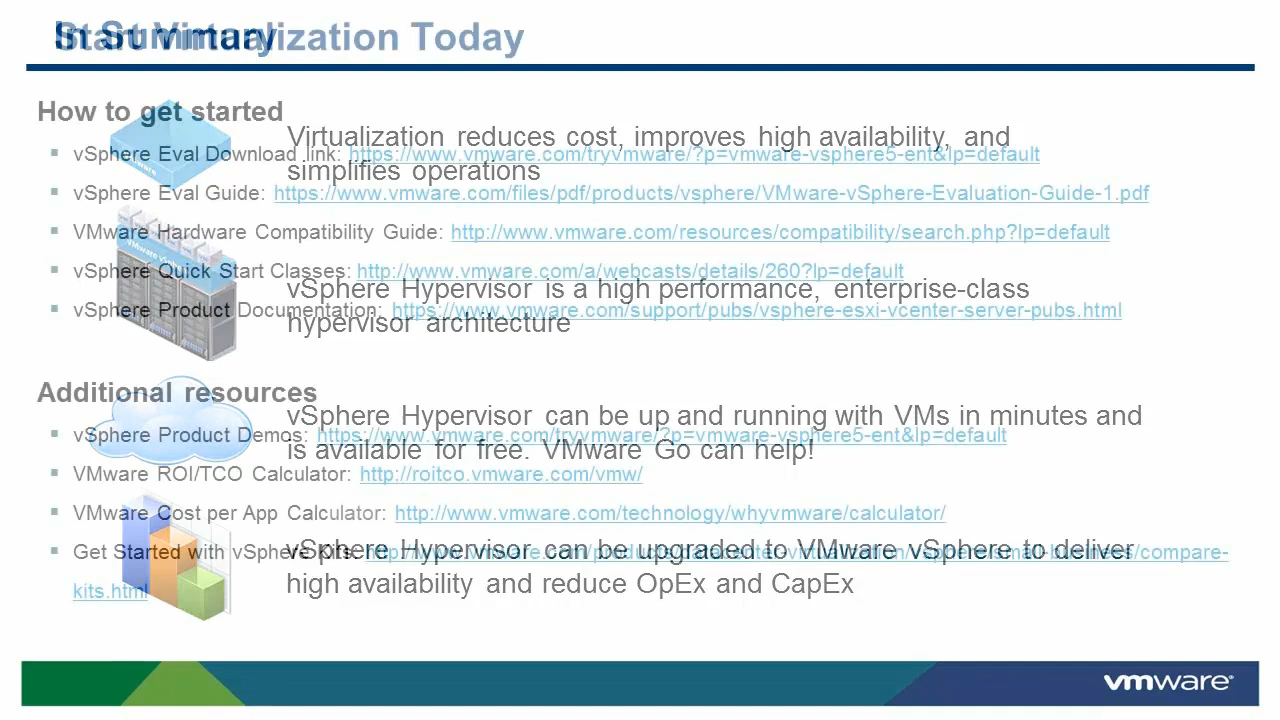 In Summary
Start Virtualization Today
How to get started
Virtualization reduces cost, improves high availability, and
simplifies operations
vSphere Eval Download link: https://www.vmware.com/tryvmware/?p=vmware-vsphere5-ent&lp=default
vSphere Eval Guide: https://www.vmware.com/files/pdf/products/vsphere/VMware-vSphere-Evaluation-Guide-1.pdf
VMware Hardware Compatibility Guide: http://www.vmware.com/resources/compatibility/search.php?lp=default
vSphere Quick Start Classes: http://www.vmware.com/a/webcasts/details/260?lp=default
vSphere Hypervisor is a high performance, enterprise-class
hypervisor architecture
vSphere Product Documentation: https://www.vmware.com/support/pubs/vsphere-esxi-vcenter-server-pubs.html
Additional resources
vSphere Hypervisor can be up and running with VMs in minutes and
is available for free. VMware Go can help!
vSphere Product Demos: https://www.vmware.com/tryvmware/?p=vmware-vsphere5-ent&lp=default
VMware ROI/TCO Calculator: http://roitco.vmware.com/vmw/
VMware Cost per App Calculator: http://www.vmware.com/technology/whyvmware/calculator/
vSphere Hypervisor can be upgraded to VMware vSphere to deliver
high availability and reduce OpEx and CapEx
Get Started with vSphere Kits:
kits.html
vmware